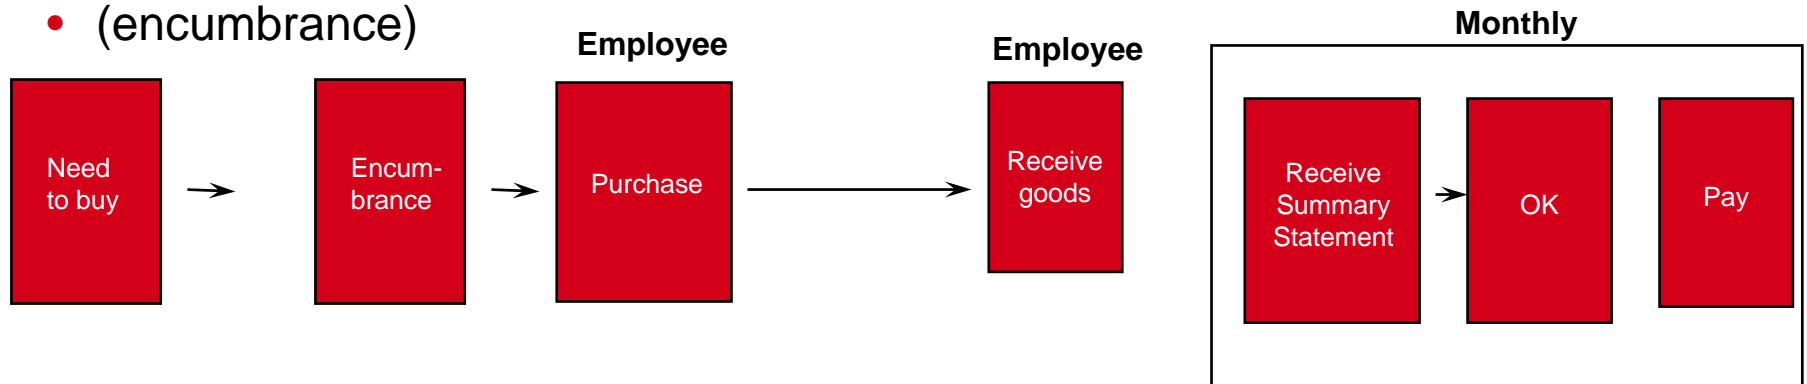 • (encumbrance)
Employee
Employee
Monthly
Need
to buy
Encum-
brance
Purchase
Receive
goods
Receive
Summary
Statement
OK
Pay